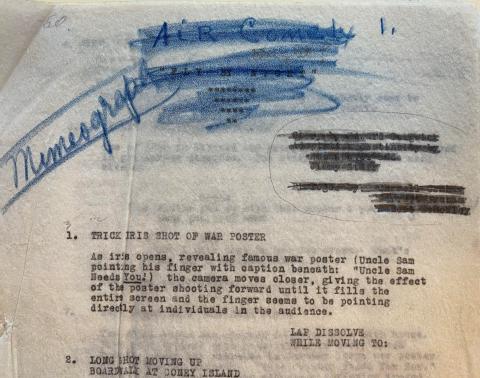 60.
AiR Comedy 1.
Mimeograph
********
******
****
**
1. TRICK IRIS SHOT OF WAR POSTER
As iris opens, revealing famous war poster (Uncle Sam
pointing his finger with caption beneath: "Uncle Sam
Needs You!) the camera moves closer, giving the effect
of the poster shooting forward until it fills the
entire screen and the finger seems to be pointing
directly at individuals in the audience.
LAP DISSOLVE
WHILE MOVING TO:
2. LONG SHOT MOVING UP
BOARDWALK AT CONEY ISLAND